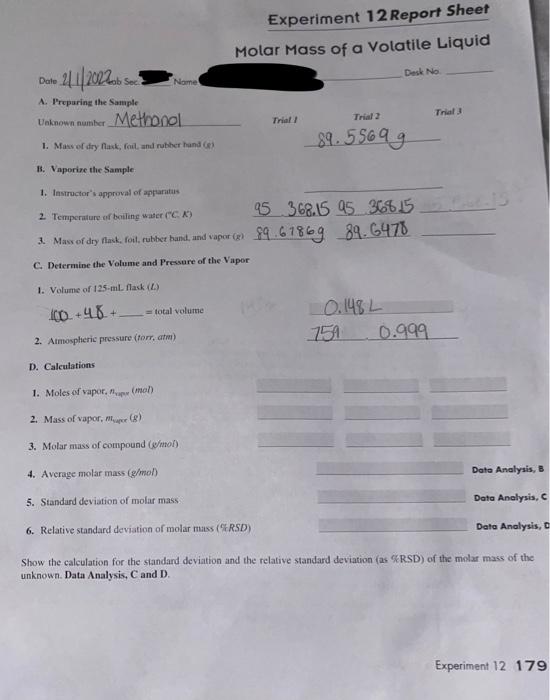 Experiment 12 Report Sheet
Molar Mass of a Volatile Liquid
Date 2/1/2022 Lab Sec. Name Desk No.
A. Preparing the Sample
Unknown number Methanol Trial 1 Trial 2 Trial 3
1. Mass of dry flask, foil, and rubber band (g) 89.5569 g
B. Vaporize the Sample
1. Instructor's approval of apparatus
2. Temperature of boiling water (°C, K) 95 368.15 95 368.15
3. Mass of dry flask, foil, rubber band, and vapor (g) 89.6786g 89.6478
C. Determine the Volume and Pressure of the Vapor
1. Volume of 125-mL flask (L)
100 + 48 + = total volume 0.148 L
2. Atmospheric pressure (torr, atm) 759 0.999
D. Calculations
1. Moles of vapor, n vapor (mol)
2. Mass of vapor, m vapor (g)
3. Molar mass of compound (g/mol)
4. Average molar mass (g/mol) Data Analysis, B
5. Standard deviation of molar mass Data Analysis, C
6. Relative standard deviation of molar mass (%RSD) Data Analysis, D
Show the calculation for the standard deviation and the relative standard deviation (as %RSD) of the molar mass of the
unknown. Data Analysis, C and D.
Experiment 12 179